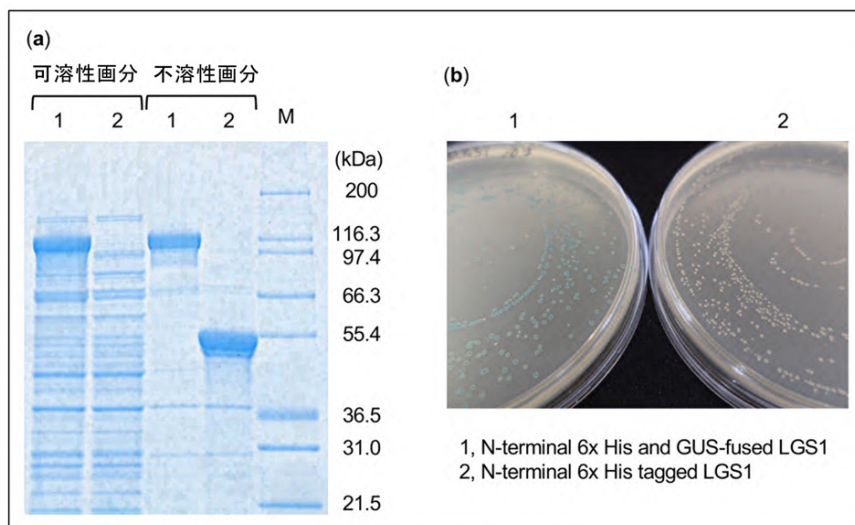 (a)
可溶性画分 不溶性画分
1 2 1 2 M
(kDa)
200
116.3
97.4
66.3
55.4
36.5
31.0
21.5
(b)
1 2
1, N-terminal 6x His and GUS-fused LGS1
2, N-terminal 6x His tagged LGS1